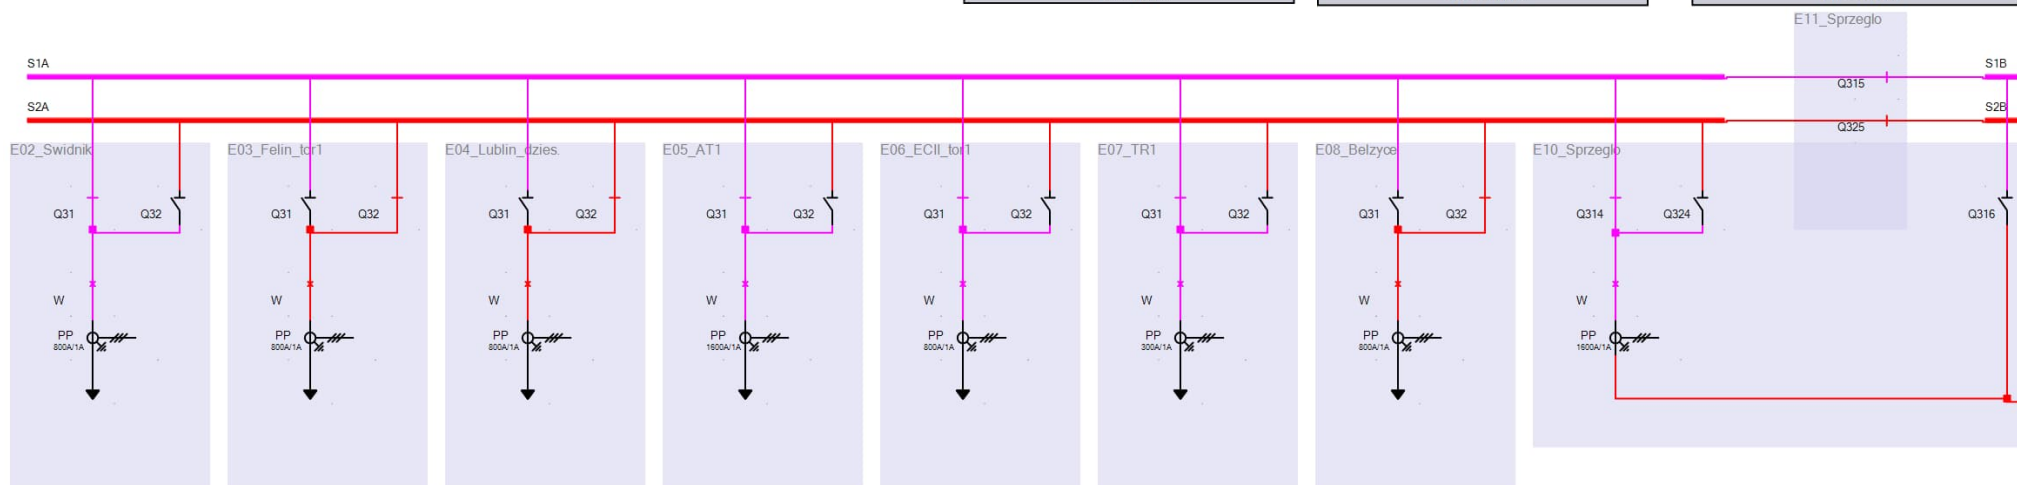 E11_Sprzeglo
S1A
S1B
Q315
S2A
S2B
Q325
E02_Swidnik
E03_Felin_tor1
E04_Lublin_dzies.
E05_AT1
E06_ECII_tor1
E07_TR1
E08_Belzyce
E10_Sprzeglo
Q31 Q32
Q31 Q32
Q31 Q32
Q31 Q32
Q31 Q32
Q31 Q32
Q31 Q32
Q314 Q324
Q316
W
W
W
W
W
W
W
W
PP
800A/1A
PP
800A/1A
PP
800A/1A
PP
1600A/1A
PP
800A/1A
PP
300A/1A
PP
800A/1A
PP
1600A/1A